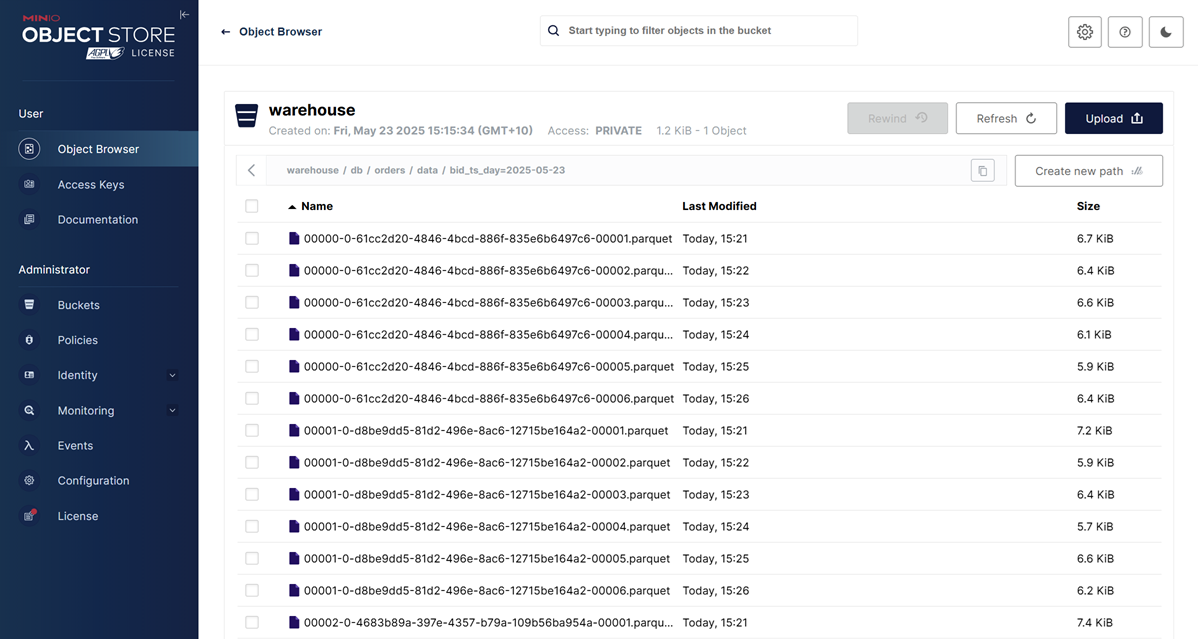 MINIO
OBJECT STORE
AGPL LICENSE
User
Object Browser
Access Keys
Documentation
Administrator
Buckets
Policies
Identity
Monitoring
Events
Configuration
License
← Object Browser
Start typing to filter objects in the bucket
warehouse
Created on: Fri, May 23 2025 15:15:34 (GMT+10) Access: PRIVATE 1.2 KiB - 1 Object
Rewind Refresh Upload
warehouse / db / orders / data / bid_ts_day=2025-05-23
Create new path
Name Last Modified Size
00000-0-61cc2d20-4846-4bcd-886f-835e6b6497c6-00001.parquet Today, 15:21 6.7 KiB
00000-0-61cc2d20-4846-4bcd-886f-835e6b6497c6-00002.parqu... Today, 15:22 6.4 KiB
00000-0-61cc2d20-4846-4bcd-886f-835e6b6497c6-00003.parqu... Today, 15:23 6.6 KiB
00000-0-61cc2d20-4846-4bcd-886f-835e6b6497c6-00004.parqu... Today, 15:24 6.1 KiB
00000-0-61cc2d20-4846-4bcd-886f-835e6b6497c6-00005.parquet Today, 15:25 5.9 KiB
00000-0-61cc2d20-4846-4bcd-886f-835e6b6497c6-00006.parquet Today, 15:26 6.4 KiB
00001-0-d8be9dd5-81d2-496e-8ac6-12715be164a2-00001.parquet Today, 15:21 7.2 KiB
00001-0-d8be9dd5-81d2-496e-8ac6-12715be164a2-00002.parquet Today, 15:22 5.9 KiB
00001-0-d8be9dd5-81d2-496e-8ac6-12715be164a2-00003.parquet Today, 15:23 6.4 KiB
00001-0-d8be9dd5-81d2-496e-8ac6-12715be164a2-00004.parquet Today, 15:24 5.7 KiB
00001-0-d8be9dd5-81d2-496e-8ac6-12715be164a2-00005.parquet Today, 15:25 6.6 KiB
00001-0-d8be9dd5-81d2-496e-8ac6-12715be164a2-00006.parquet Today, 15:26 6.2 KiB
00002-0-4683b89a-397e-4357-b79a-109b56ba954a-00001.parqu... Today, 15:21 7.4 KiB